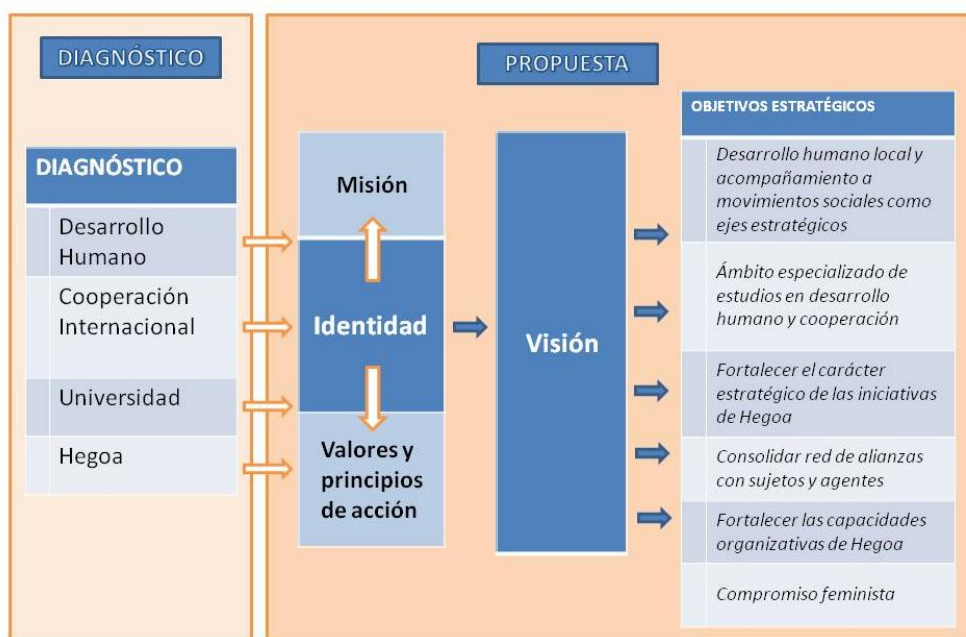 DIAGNÓSTICO
DIAGNÓSTICO
Desarrollo
Humano
Cooperación
Internacional
Universidad
Hegoa
PROPUESTA
Misión
Identidad
Valores y
principios
de acción
Visión
OBJETIVOS ESTRATÉGICOS
Desarrollo humano local y
acompañamiento a
movimientos sociales como
ejes estratégicos
Ámbito especializado de
estudios en desarrollo
humano y cooperación
Fortalecer el carácter
estratégico de las iniciativas
de Hegoa
Consolidar red de alianzas
con sujetos y agentes
Fortalecer las capacidades
organizativas de Hegoa
Compromiso feminista